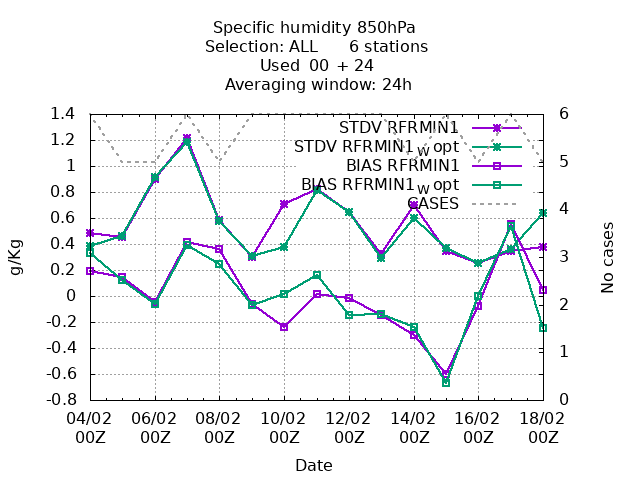 Specific humidity 850hPa
Selection: ALL 6 stations
Used 00 + 24
Averaging window: 24h
STDV RFRMIN1
STDV RFRMIN1w opt
BIAS RFRMIN1
BIAS RFRMIN1w opt
CASES
1.4
1.2
1
0.8
0.6
0.4
0.2
0
-0.2
-0.4
-0.6
-0.8
g/Kg
6
5
4
3
2
1
0
No cases
04/02 06/02 08/02 10/02 12/02 14/02 16/02 18/02
00Z 00Z 00Z 00Z 00Z 00Z 00Z 00Z
Date